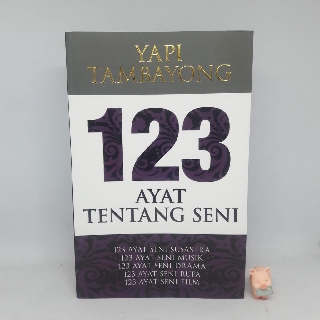 YAPI
TAMBAYONG
123
AYAT
TENTANG SENI
123 AYAT SENI SUSASTRA
123 AYAT SENI MUSIK
123 AYAT SENI DRAMA
123 AYAT SENI RUPA
123 AYAT SENI FILM